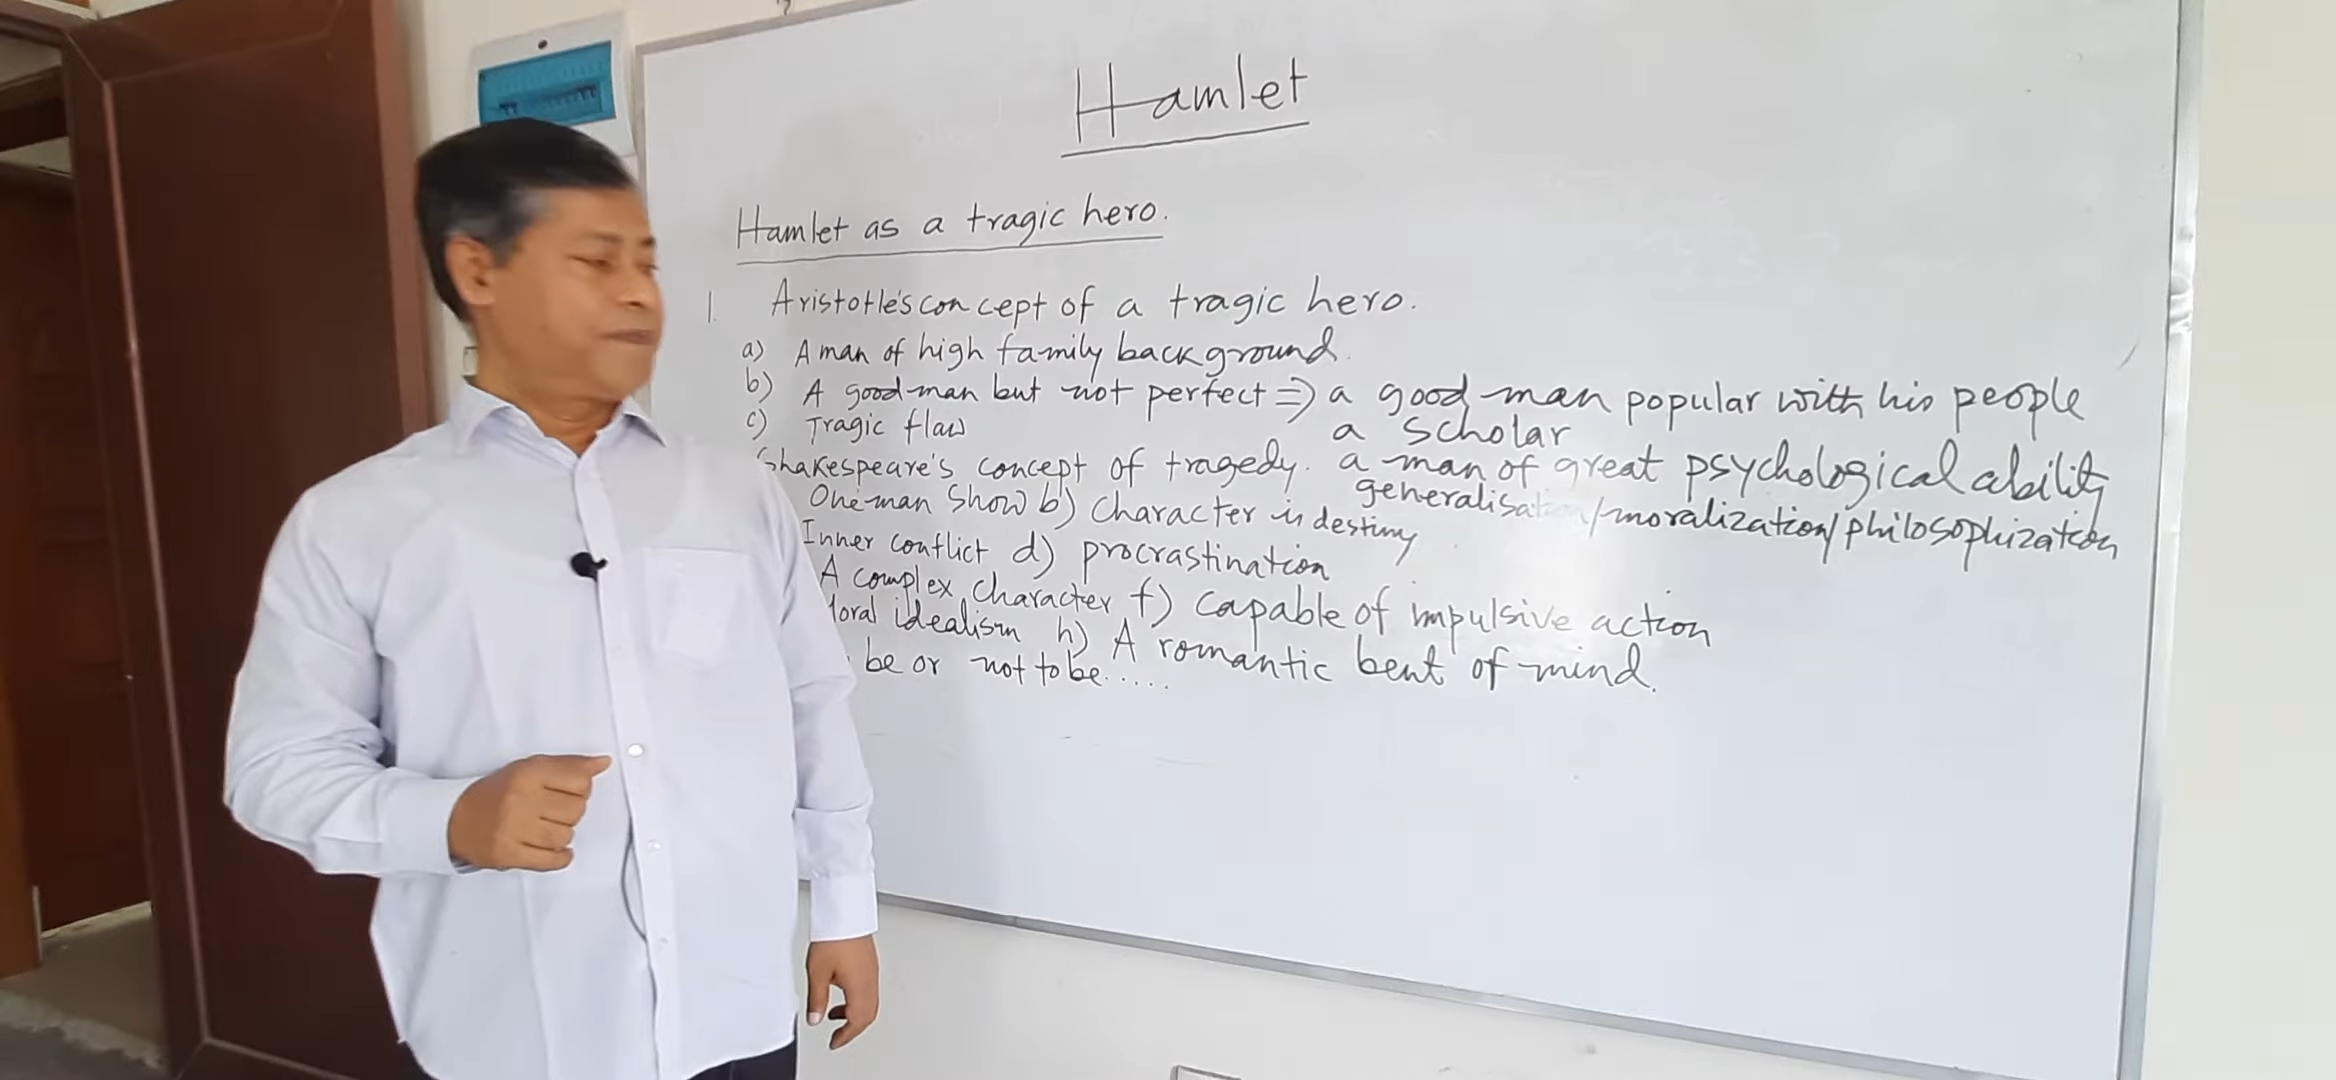 Hamlet
Hamlet as a tragic hero.
1. Aristotle's concept of a tragic hero.
a) A man of high family background.
b) A good man but not perfect ⇒ a good man popular with his people
c) Tragic flaw a scholar
Shakespeare's concept of tragedy. a man of great psychological ability
generalisation/moralization/philosophization
One man show b) Character is destiny
Inner conflict d) procrastination
A complex character f) Capable of impulsive action
Moral idealism h) A romantic bent of mind.
be or not to be.....